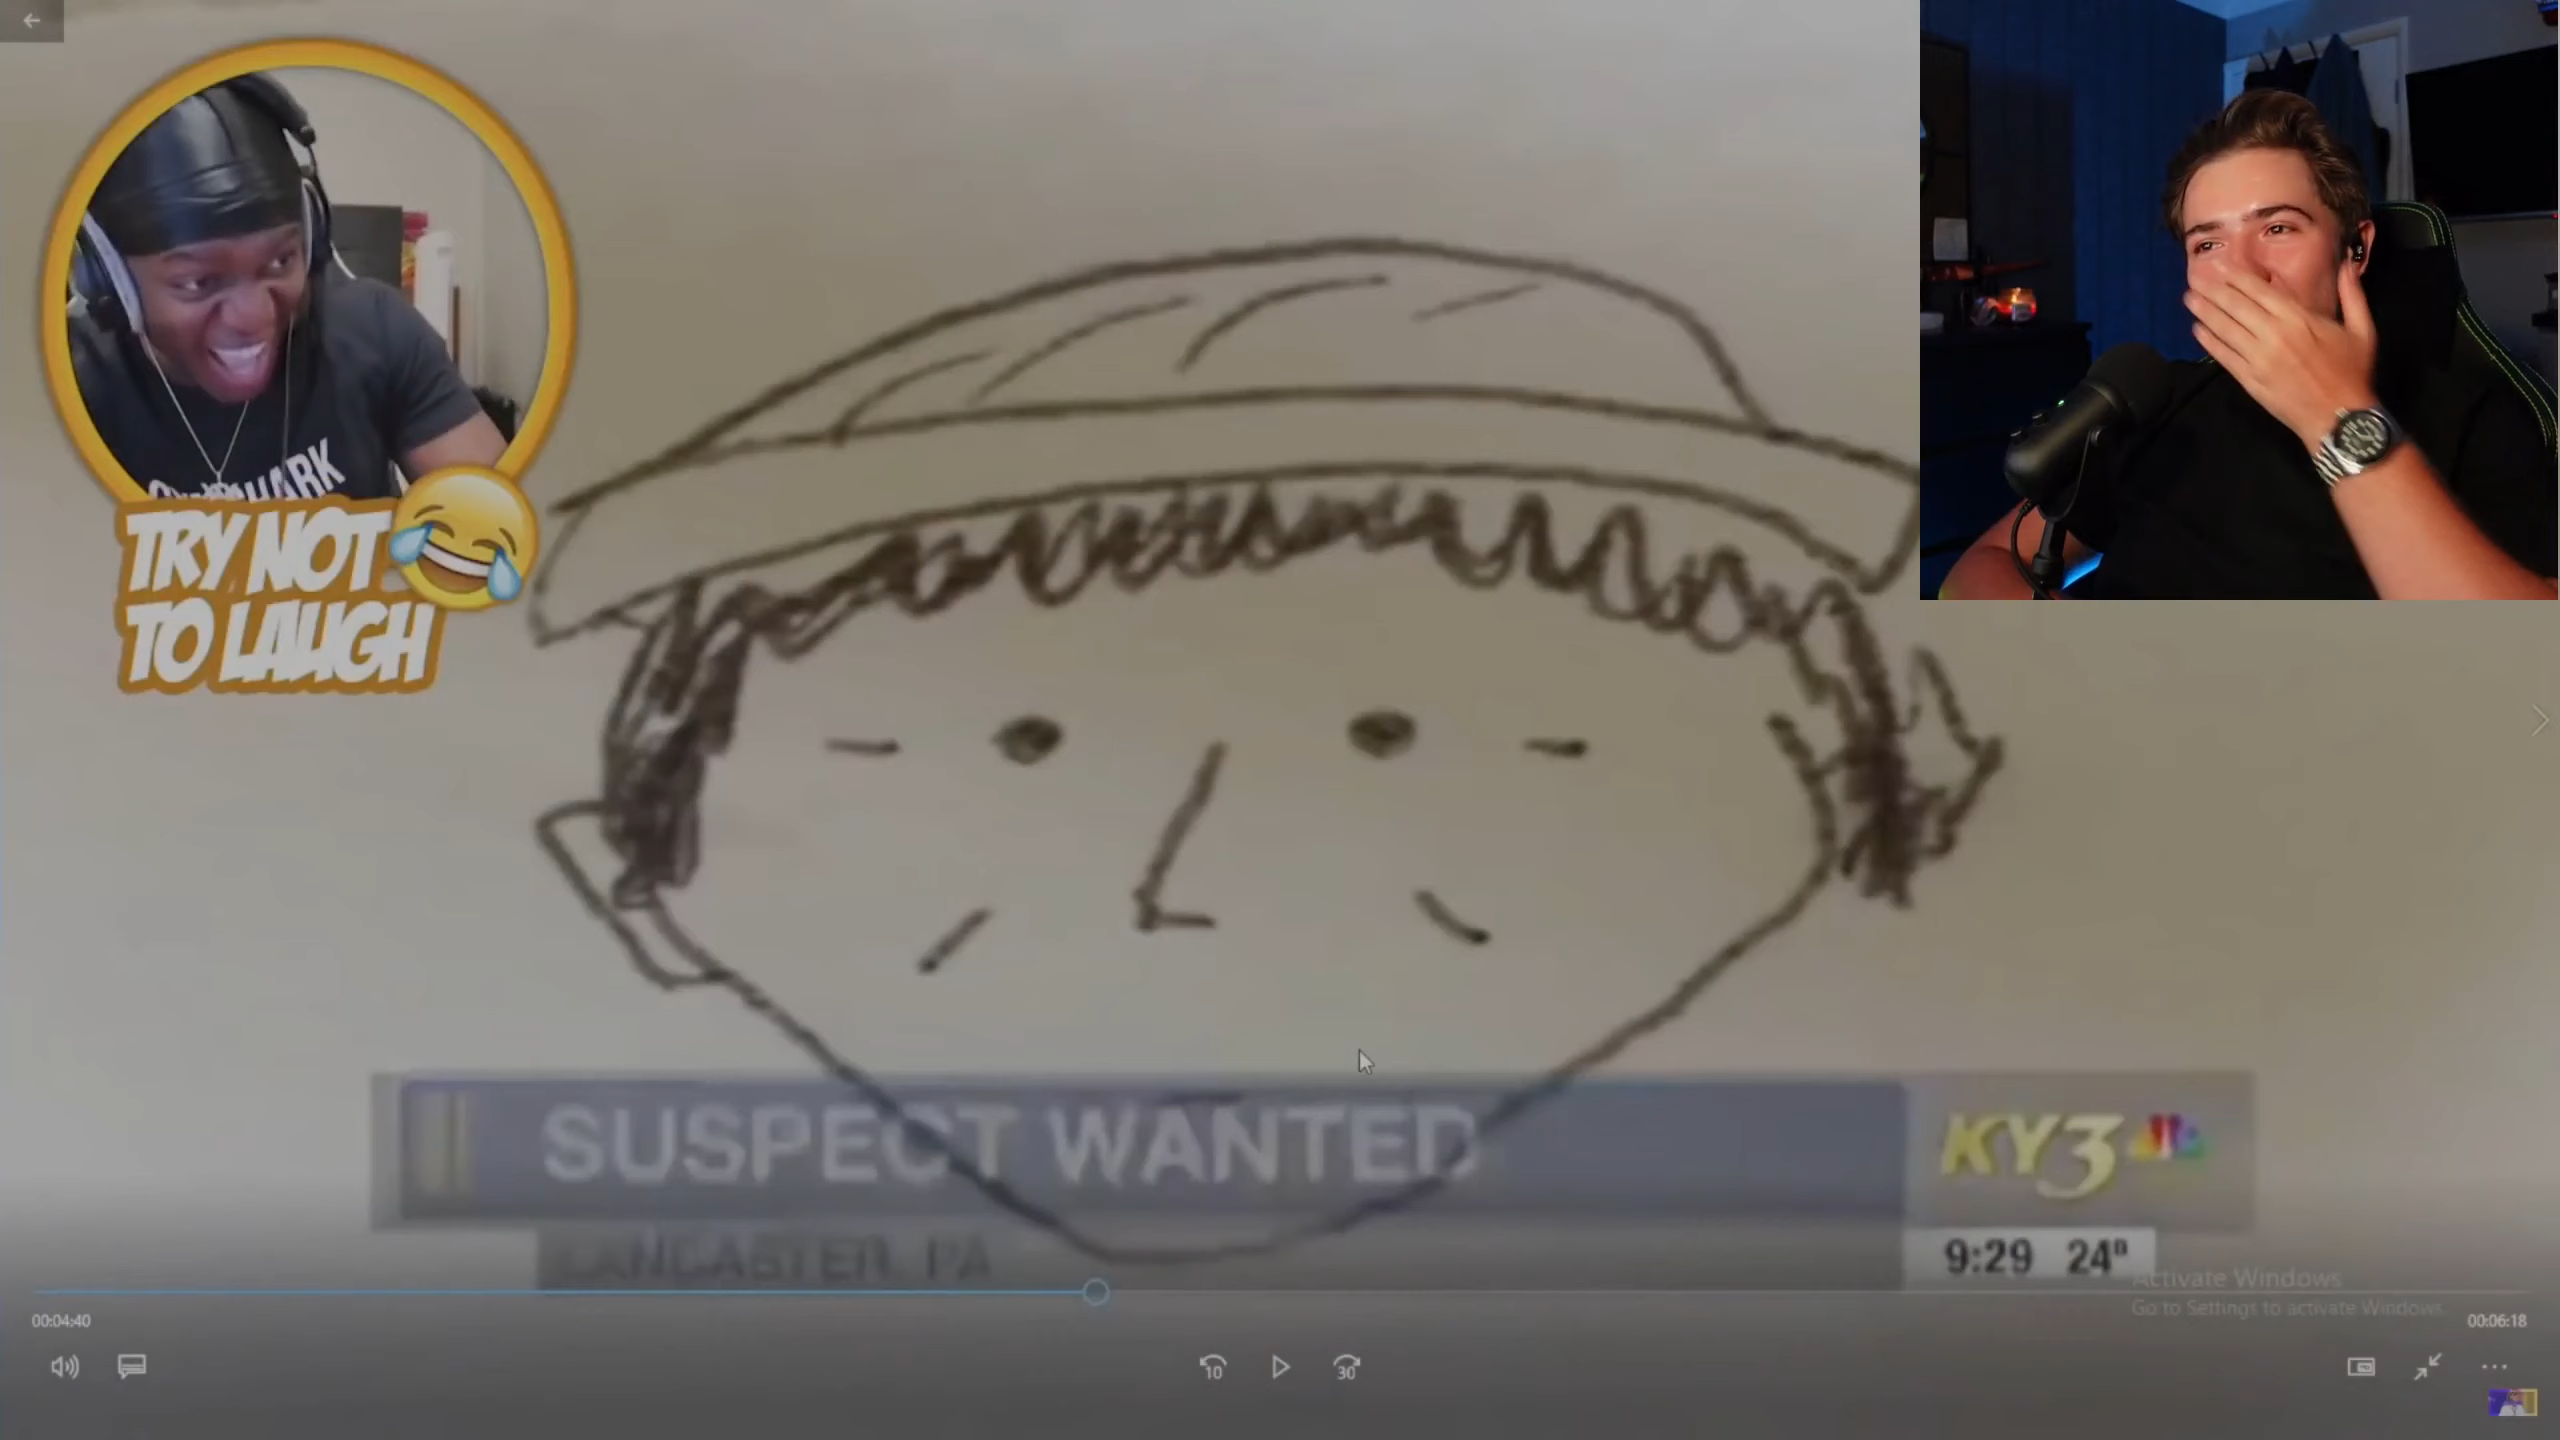 TRY NOT
TO LAUGH
SUSPECT WANTED
KY3
LANCASTER, PA
9:29 24°
Activate Windows
Go to Settings to activate Windows.
00:04:40
00:06:18
10
30